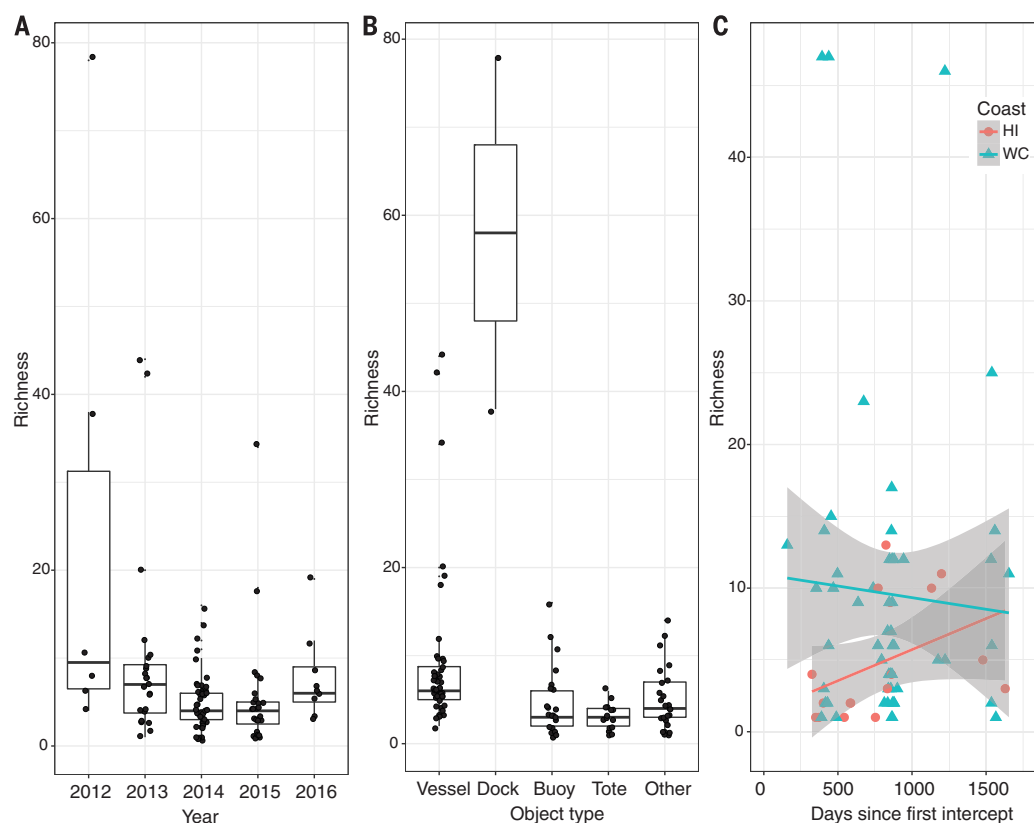 A
Richness
80
60
40
20
0
2012 2013 2014 2015 2016
Year
B
Richness
80
60
40
20
0
Vessel Dock Buoy Tote Other
Object type
C
Richness
40
30
20
10
0
0 500 1000 1500
Days since first intercept
Coast
HI
WC